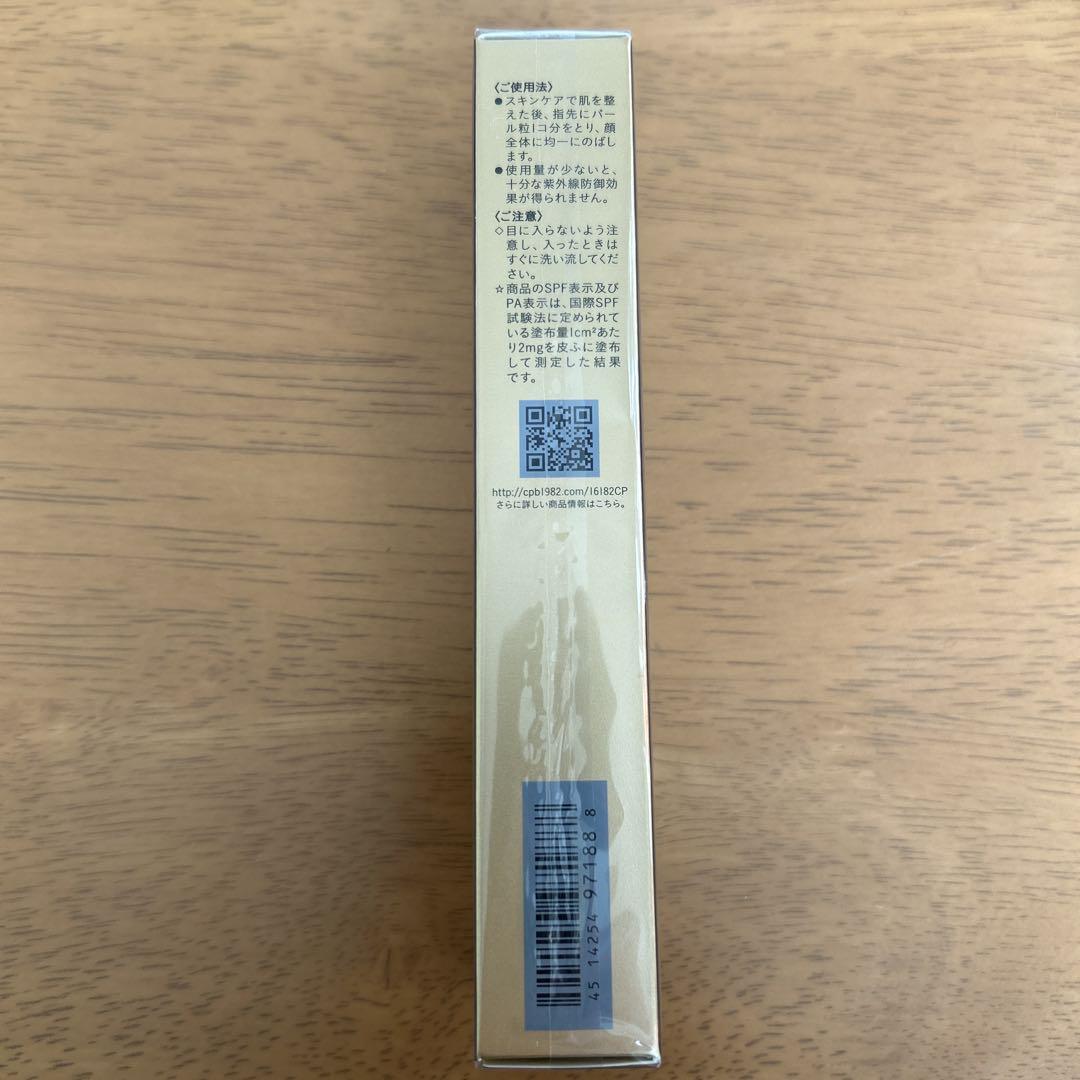 〈ご使用法〉
●スキンケアで肌を整
えた後、指先にパー
ル粒1コ分をとり、顔
全体に均一にのばし
ます。
●使用量が少ないと、
十分な紫外線防御効
果が得られません。
〈ご注意〉
◇目に入らないよう注
意し、入ったときは
すぐに洗い流してくだ
さい。
☆商品のSPF表示及び
PA表示は、国際SPF
試験法に定められて
いる塗布量1cm²あた
り2mgを皮ふに塗布
して測定した結果
です。
http://cpb1982.com/16182CP
さらに詳しい商品情報はこちら。
45 14254 97188 8